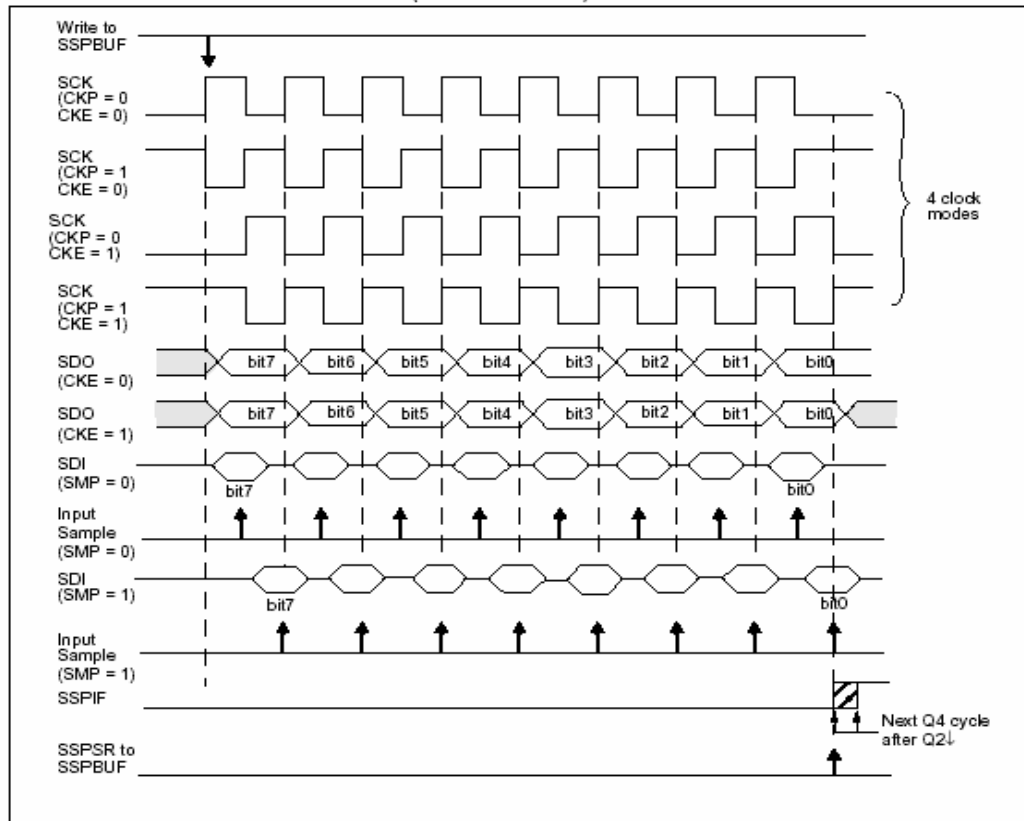 Write to
SSPBUF
SCK
(CKP = 0
CKE = 0)
SCK
(CKP = 1
CKE = 0)
SCK
(CKP = 0
CKE = 1)
SCK
(CKP = 1
CKE = 1)
4 clock
modes
SDO
(CKE = 0)
bit7 bit6 bit5 bit4 bit3 bit2 bit1 bit0
SDO
(CKE = 1)
bit7 bit6 bit5 bit4 bit3 bit2 bit1 bit0
SDI
(SMP = 0)
bit7 bit0
Input
Sample
(SMP = 0)
SDI
(SMP = 1)
bit7 bit0
Input
Sample
(SMP = 1)
SSPIF
Next Q4 cycle
after Q2↓
SSPSR to
SSPBUF